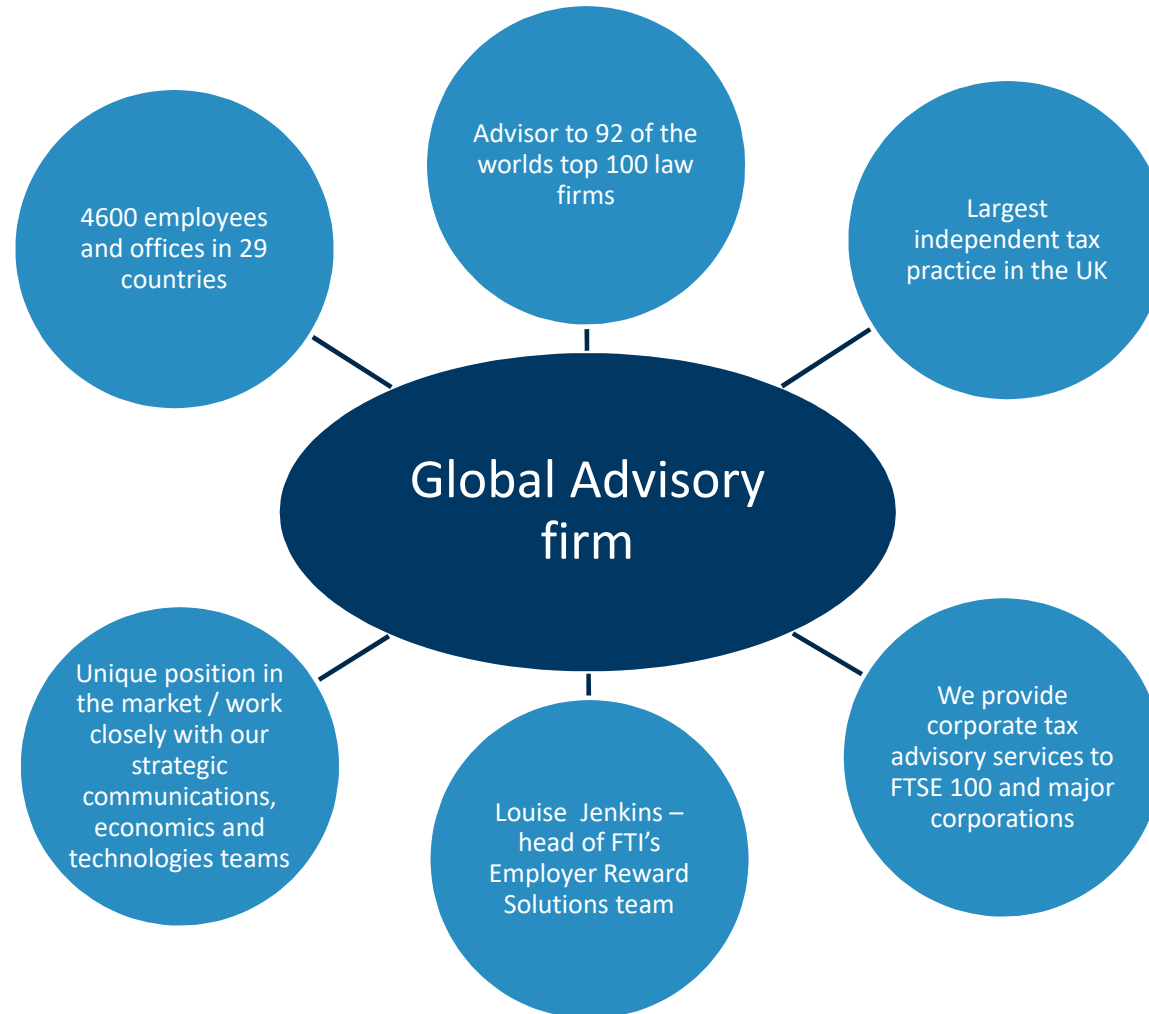 Advisor to 92 of the
worlds top 100 law
firms
4600 employees
and offices in 29
countries
Largest
independent tax
practice in the UK
Global Advisory
firm
Unique position in
the market / work
closely with our
strategic
communications,
economics and
technologies teams
Louise  Jenkins –
head of FTI’s
Employer Reward
Solutions team
We provide
corporate tax
advisory services to
FTSE 100 and major
corporations